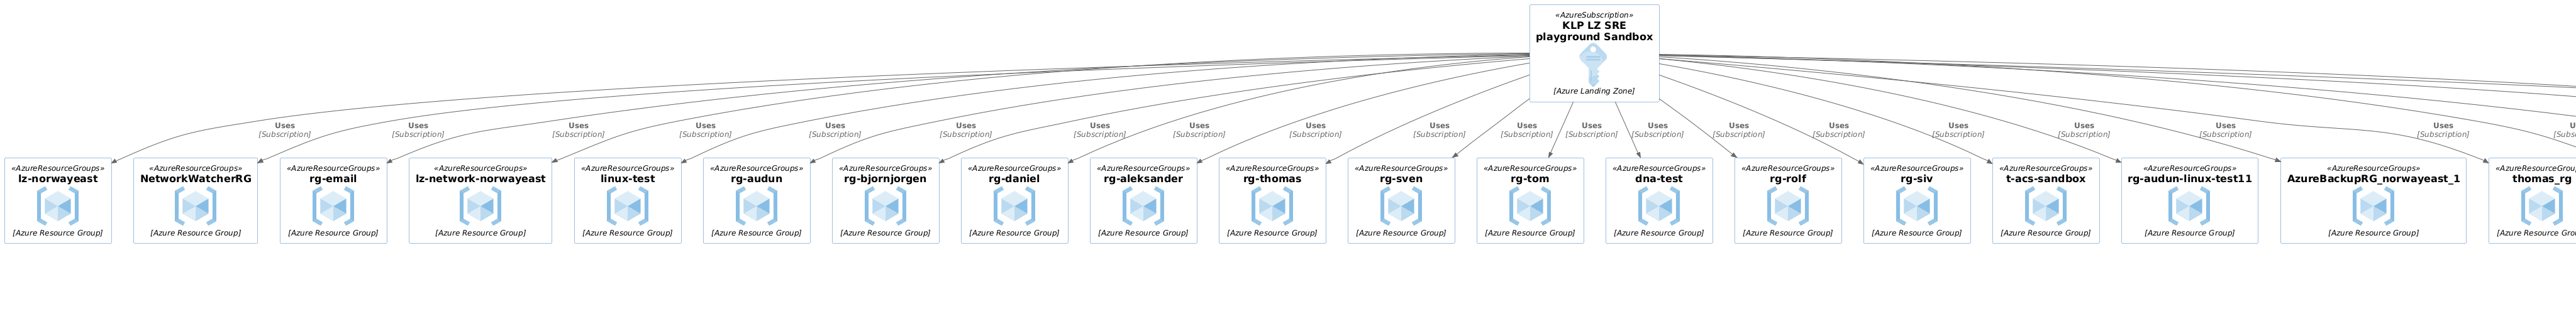 «AzureSubscription»
KLP LZ SRE
playground Sandbox
[Azure Landing Zone]
Uses
[Subscription]
Uses
[Subscription]
Uses
[Subscription]
Uses
[Subscription]
Uses
[Subscription]
Uses
[Subscription]
Uses
[Subscription]
Uses
[Subscription]
Uses
[Subscription]
Uses
[Subscription]
Uses
[Subscription]
Uses
[Subscription]
Uses
[Subscription]
Uses
[Subscription]
Uses
[Subscription]
Uses
[Subscription]
Uses
[Subscription]
Uses
[Subscription]
Uses
[Subscription]
«AzureResourceGroups»
lz-norwayeast
[Azure Resource Group]
«AzureResourceGroups»
NetworkWatcherRG
[Azure Resource Group]
«AzureResourceGroups»
rg-email
[Azure Resource Group]
«AzureResourceGroups»
lz-network-norwayeast
[Azure Resource Group]
«AzureResourceGroups»
linux-test
[Azure Resource Group]
«AzureResourceGroups»
rg-audun
[Azure Resource Group]
«AzureResourceGroups»
rg-bjornjorgen
[Azure Resource Group]
«AzureResourceGroups»
rg-daniel
[Azure Resource Group]
«AzureResourceGroups»
rg-aleksander
[Azure Resource Group]
«AzureResourceGroups»
rg-thomas
[Azure Resource Group]
«AzureResourceGroups»
rg-sven
[Azure Resource Group]
«AzureResourceGroups»
rg-tom
[Azure Resource Group]
«AzureResourceGroups»
dna-test
[Azure Resource Group]
«AzureResourceGroups»
rg-rolf
[Azure Resource Group]
«AzureResourceGroups»
rg-siv
[Azure Resource Group]
«AzureResourceGroups»
t-acs-sandbox
[Azure Resource Group]
«AzureResourceGroups»
rg-audun-linux-test11
[Azure Resource Group]
«AzureResourceGroups»
AzureBackupRG_norwayeast_1
[Azure Resource Group]
thomas_rg
[Azure Resource